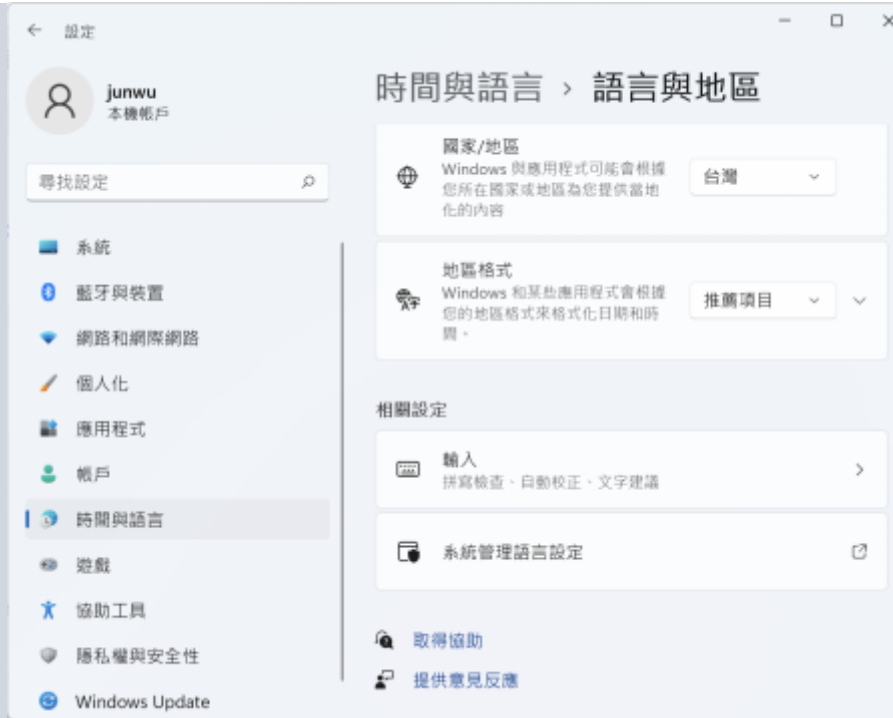 設定
junwu
本機帳戶
尋找設定
系統
藍牙與裝置
網路和網際網路
個人化
應用程式
帳戶
時間與語言
遊戲
協助工具
隱私權與安全性
Windows Update
時間與語言 › 語言與地區
國家/地區
Windows 與應用程式可能會根據
您所在國家或地區為您提供當地
化的內容
台灣
地區格式
Windows 和某些應用程式會根據
您的地區格式來格式化日期和時
間。
推薦項目
相關設定
輸入
拼寫檢查、自動校正、文字建議
系統管理語言設定
取得協助
提供意見反應